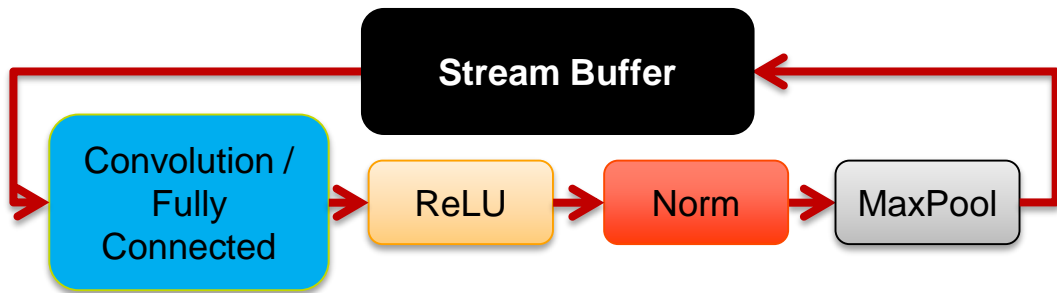 Stream Buffer
Convolution /
Fully
Connected
ReLU
Norm
MaxPool